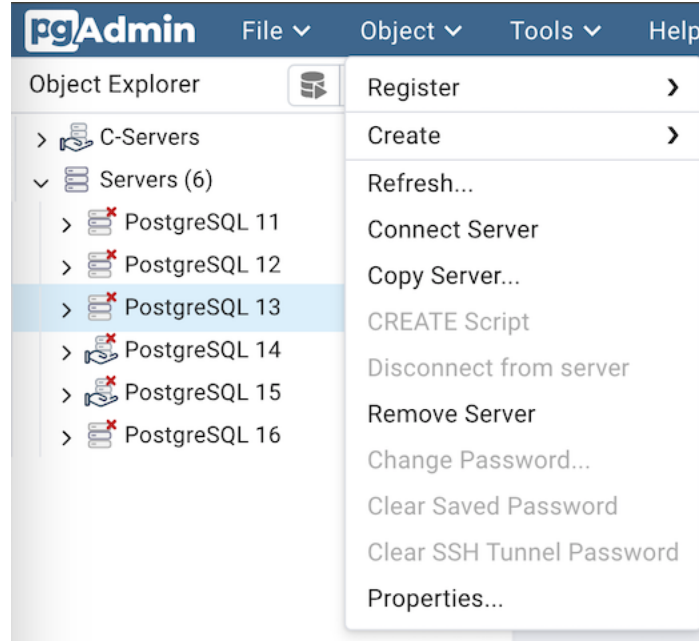 pgAdmin File Object Tools Help
Object Explorer
C-Servers
Servers (6)
PostgreSQL 11
PostgreSQL 12
PostgreSQL 13
PostgreSQL 14
PostgreSQL 15
PostgreSQL 16
Register
Create
Refresh...
Connect Server
Copy Server...
CREATE Script
Disconnect from server
Remove Server
Change Password...
Clear Saved Password
Clear SSH Tunnel Password
Properties...